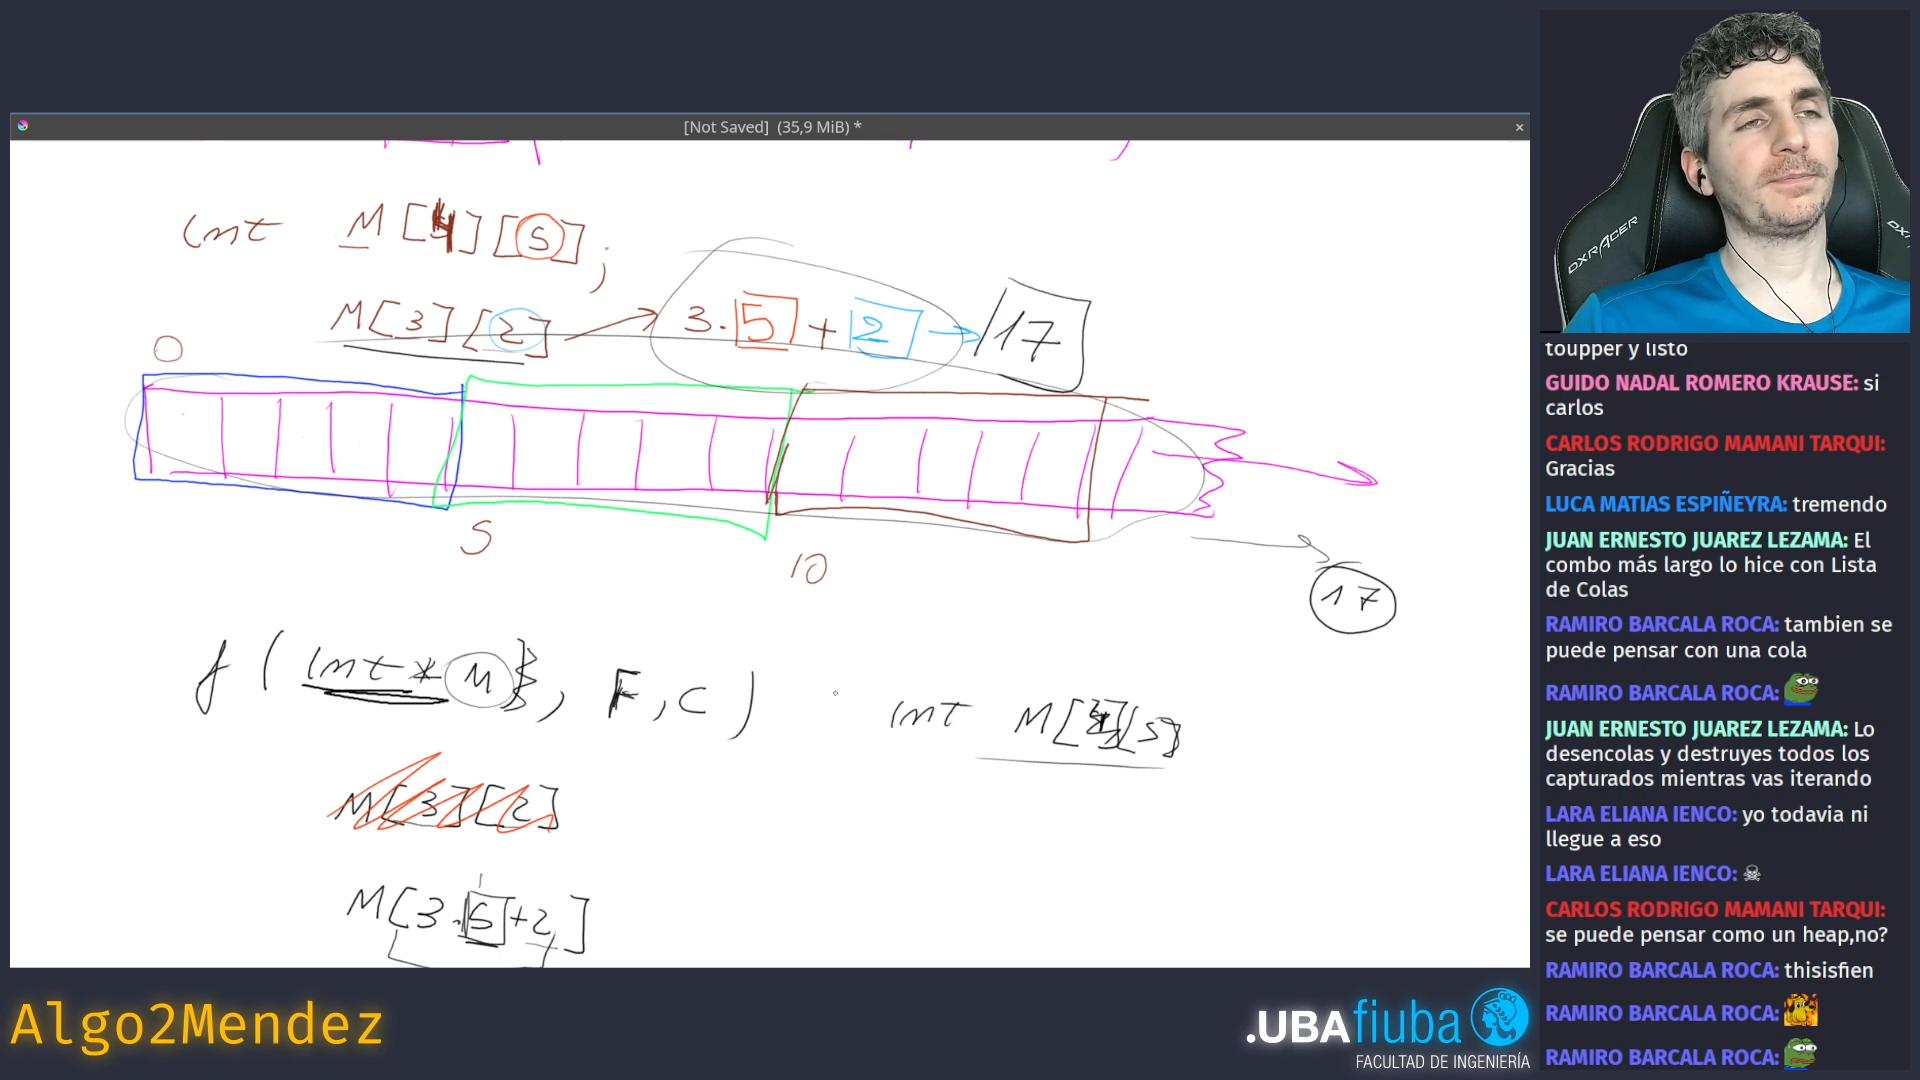 [Not Saved] (35,9 MiB) *
×
int M[4][5];
M[3][2] → 3.5+2 → 17
0
5
10
17
f(int* M, F, C)
int M[4][5]
M[3][2]
M[3.5+2]
DXRACER
DX
toupper y listo
GUIDO NADAL ROMERO KRAUSE: si
carlos
CARLOS RODRIGO MAMANI TARQUI:
Gracias
LUCA MATIAS ESPIÑEYRA: tremendo
JUAN ERNESTO JUAREZ LEZAMA: El
combo más largo lo hice con Lista
de Colas
RAMIRO BARCALA ROCA: tambien se
puede pensar con una cola
RAMIRO BARCALA ROCA:
JUAN ERNESTO JUAREZ LEZAMA: Lo
desencolas y destruyes todos los
capturados mientras vas iterando
LARA ELIANA IENCO: yo todavia ni
llegue a eso
LARA ELIANA IENCO: ☠
CARLOS RODRIGO MAMANI TARQUI:
se puede pensar como un heap,no?
RAMIRO BARCALA ROCA: thisisfien
RAMIRO BARCALA ROCA:
RAMIRO BARCALA ROCA:
Algo2Mendez
.UBAfiuba
FACULTAD DE INGENIERÍA